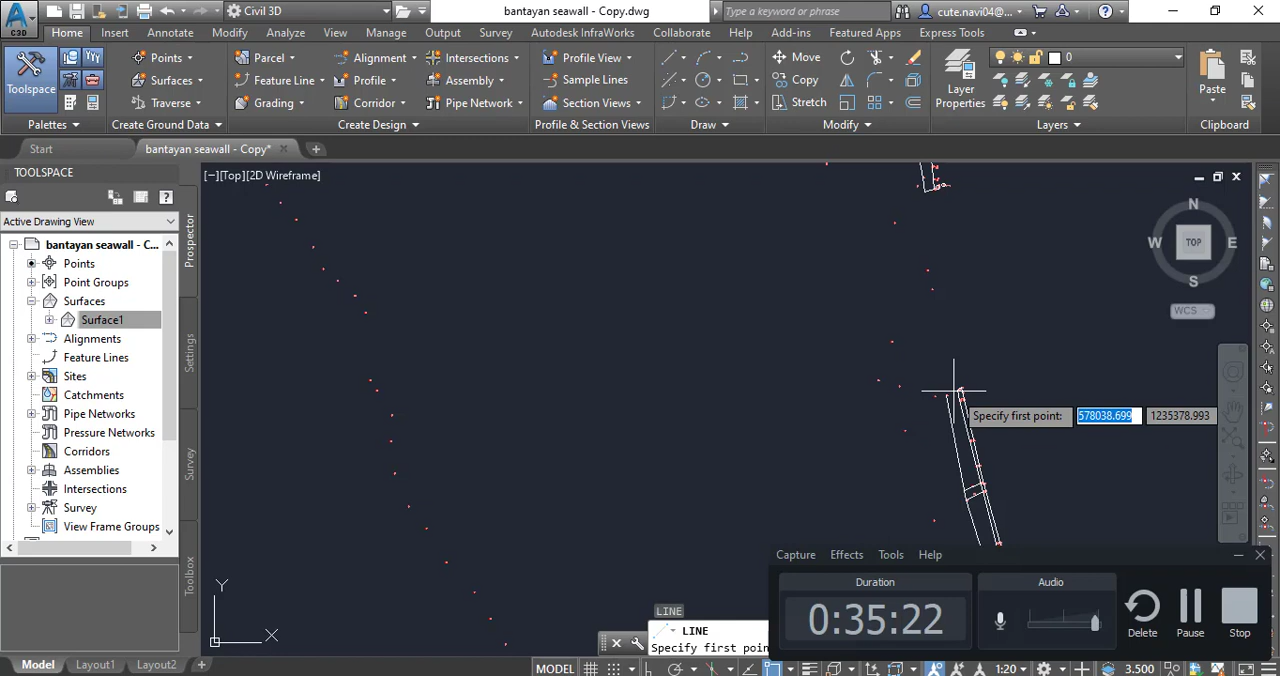 C3D
Civil 3D
bantayan seawall - Copy.dwg
Type a keyword or phrase
cute.navi04@...
Home Insert Annotate Modify Analyze View Manage Output Survey Autodesk InfraWorks Collaborate Help Add-ins Featured Apps Express Tools
Toolspace
Points
Surfaces
Traverse
Parcel
Feature Line
Grading
Alignment
Profile
Corridor
Intersections
Assembly
Pipe Network
Profile View
Sample Lines
Section Views
Move
Copy
Stretch
Layer
Properties
0
Paste
Palettes
Create Ground Data
Create Design
Profile & Section Views
Draw
Modify
Layers
Clipboard
Start
bantayan seawall - Copy*
TOOLSPACE
Active Drawing View
bantayan seawall - C...
Points
Point Groups
Surfaces
Surface1
Alignments
Feature Lines
Sites
Catchments
Pipe Networks
Pressure Networks
Corridors
Assemblies
Intersections
Survey
View Frame Groups
Prospector
Settings
Survey
Toolbox
[−][Top][2D Wireframe]
N
W TOP E
S
WCS
Specify first point: 578038.699 1235378.993
Y
X
LINE
LINE
Specify first poin
Capture Effects Tools Help
Duration
0:35:22
Audio
Delete Pause Stop
Model Layout1 Layout2 +
MODEL
1:20
3.500